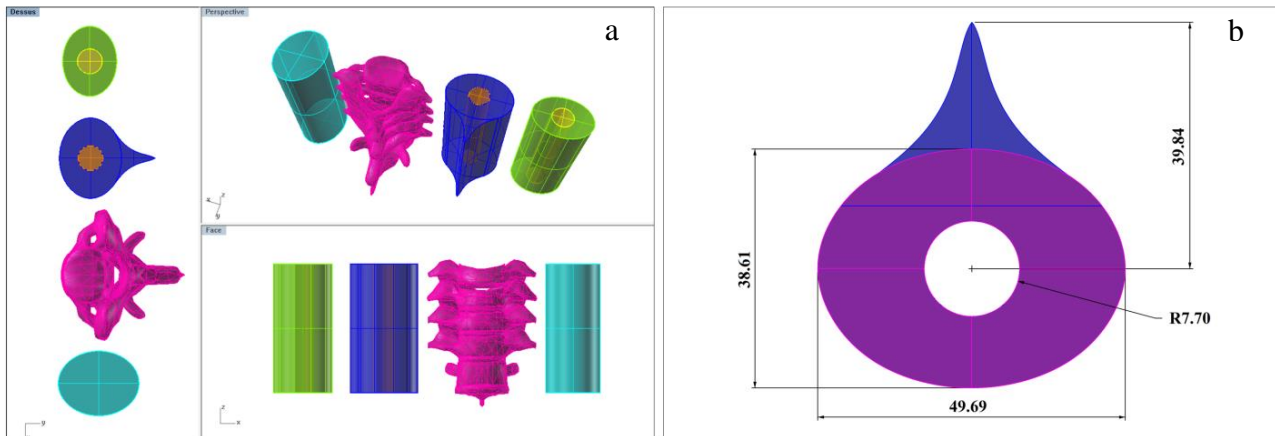 Dessus
Perspective
a
b
39.84
38.61
R7.70
49.69
Face
z
x
y
y
z
x